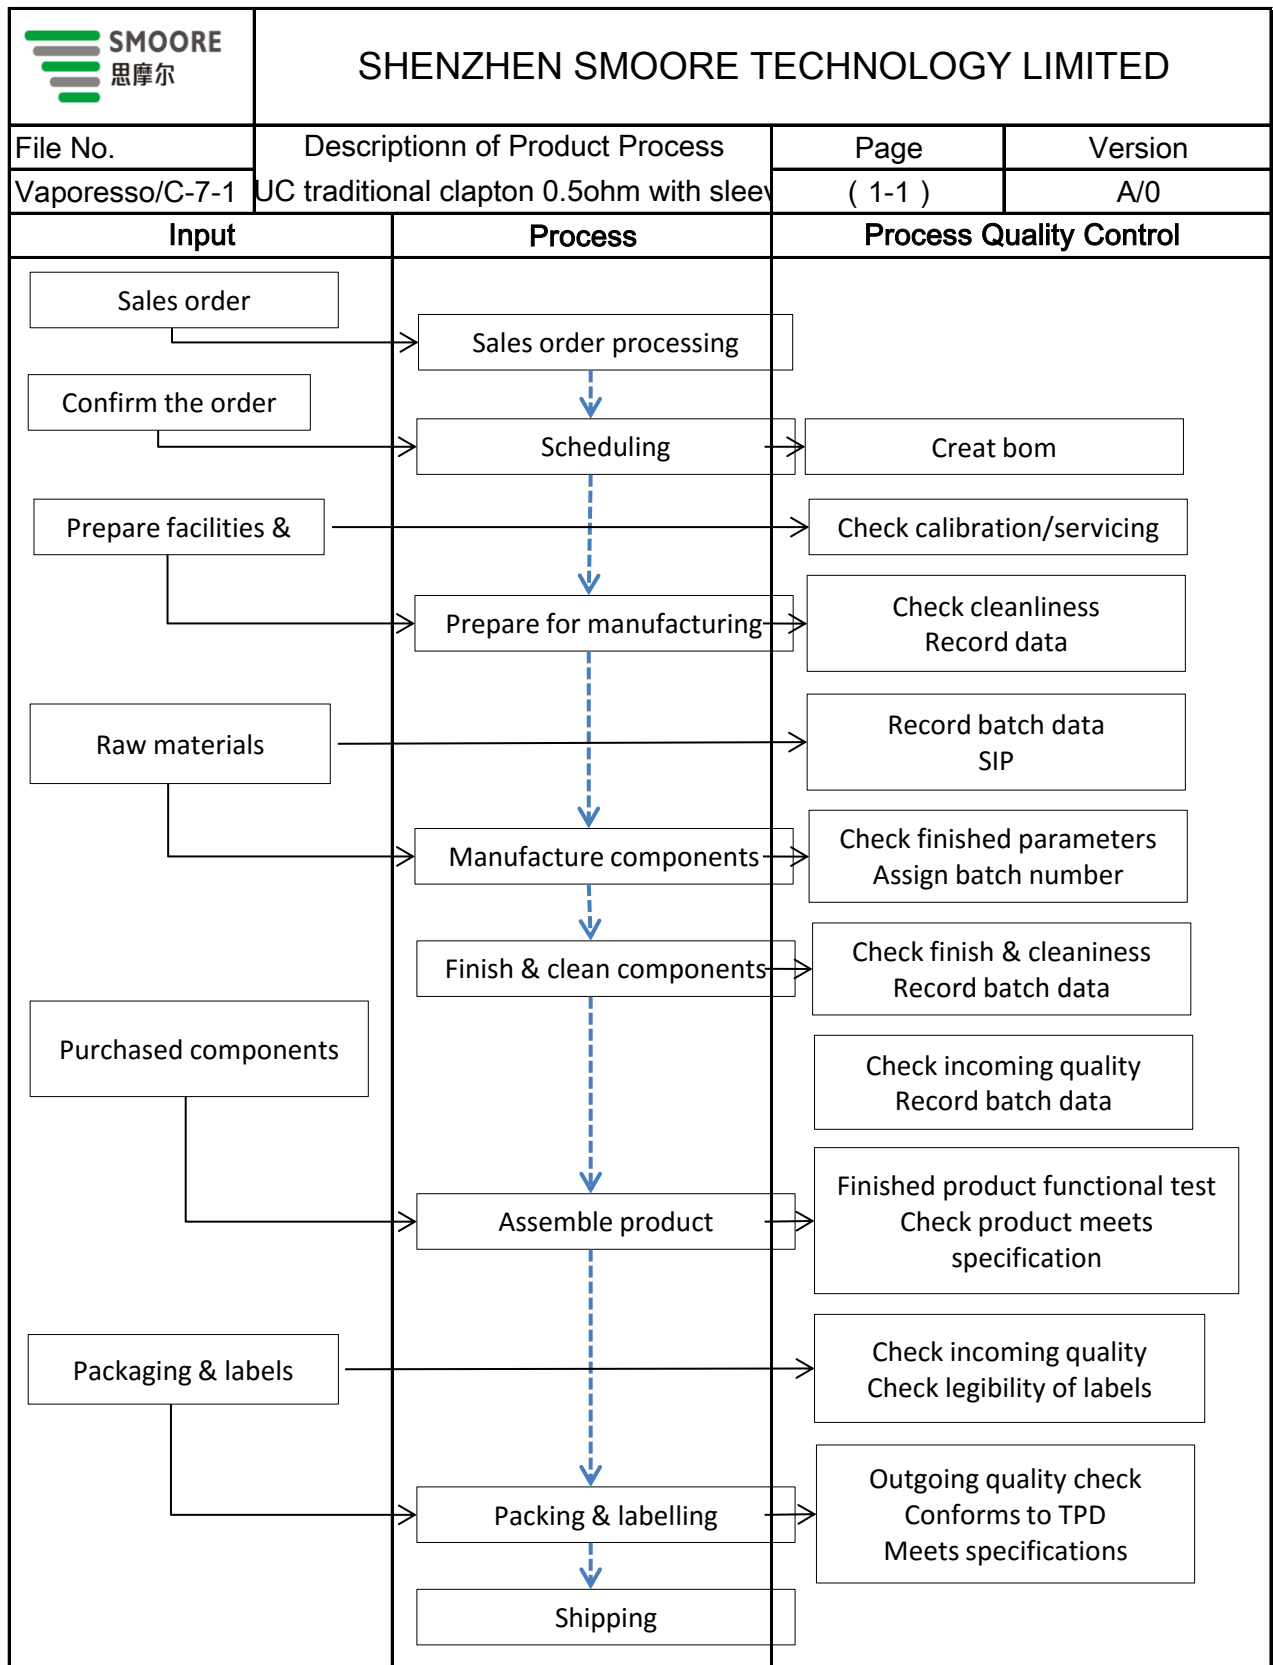 SMOORE
思摩尔
SHENZHEN SMOORE TECHNOLOGY LIMITED
File No.
Descriptionn of Product Process
Page
Version
Vaporesso/C-7-1
UC traditional clapton 0.5ohm with sleev
( 1-1 )
A/0
Input
Process
Process Quality Control
Sales order
Sales order processing
Confirm the order
Scheduling
Creat bom
Prepare facilities &
Check calibration/servicing
Prepare for manufacturing
Check cleanliness
Record data
Raw materials
Record batch data
SIP
Manufacture components
Check finished parameters
Assign batch number
Finish & clean components
Check finish & cleaniness
Record batch data
Purchased components
Check incoming quality
Record batch data
Assemble product
Finished product functional test
Check product meets
specification
Packaging & labels
Check incoming quality
Check legibility of labels
Packing & labelling
Outgoing quality check
Conforms to TPD
Meets specifications
Shipping